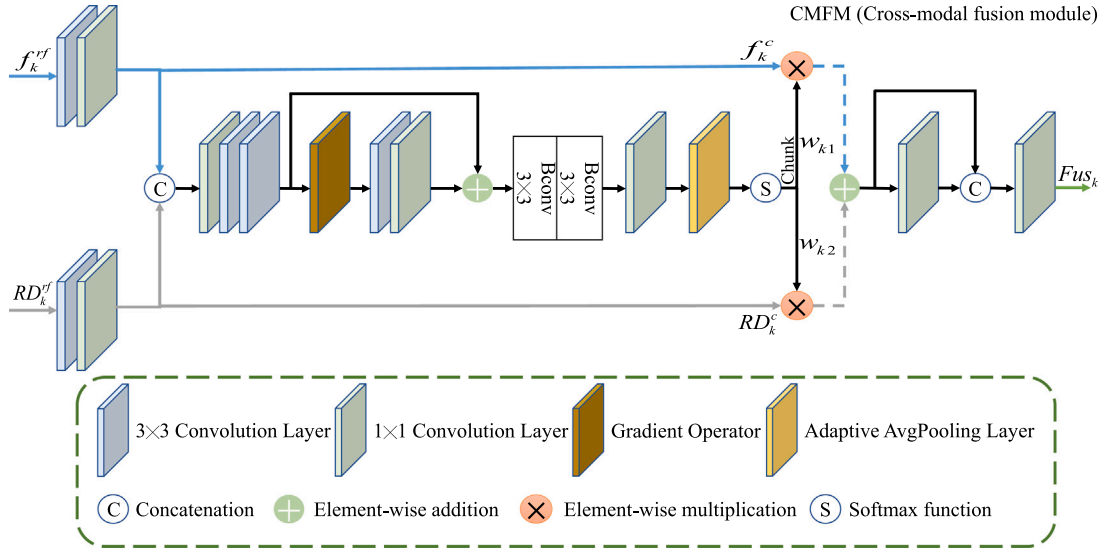 CMFM (Cross-modal fusion module)
f_k^{rf}
f_k^c
w_{k1}
Chunk
C
3×3 Bconv
3×3 Bconv
S
C
Fus_k
w_{k2}
RD_k^{rf}
RD_k^c
3×3 Convolution Layer
1×1 Convolution Layer
Gradient Operator
Adaptive AvgPooling Layer
C Concatenation
Element-wise addition
Element-wise multiplication
S Softmax function